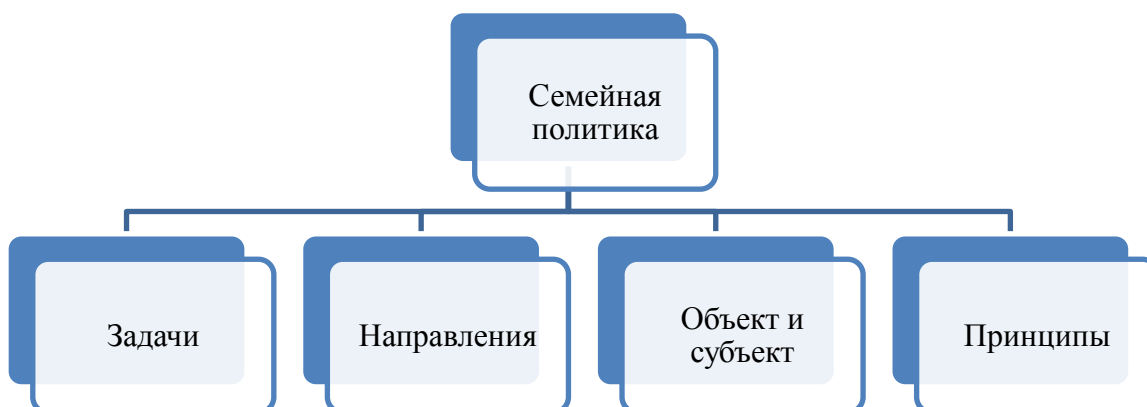 Семейная
политика
Задачи
Направления
Объект и
субъект
Принципы